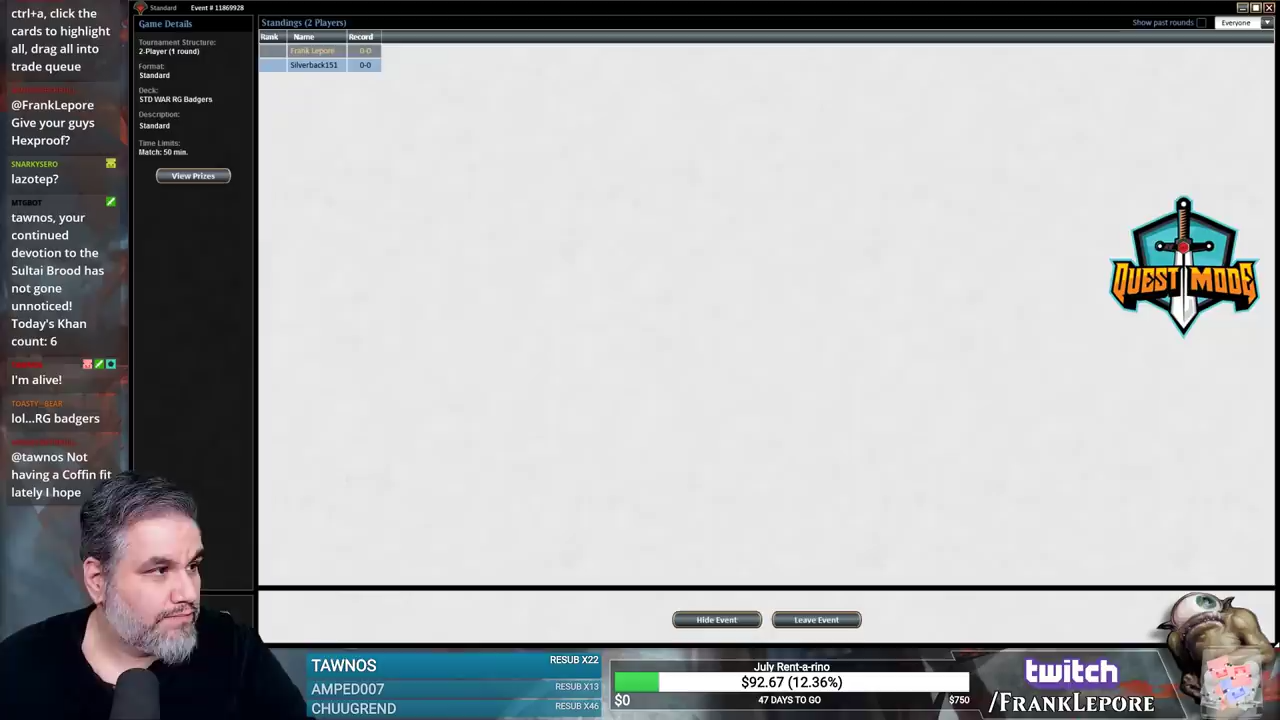 ctrl+a, click the
cards to highlight
all, drag all into
trade queue
@FrankLepore
Give your guys
Hexproof?
SNARKYSERO
lazotep?
MTGBOT
tawnos, your
continued
devotion to the
Sultai Brood has
not gone
unnoticed!
Today's Khan
count: 6
I'm alive!
lol...RG badgers
@tawnos Not
having a Coffin fit
lately I hope
Standard Event # 11869928
Game Details
Tournament Structure:
2-Player (1 round)
Format:
Standard
Deck:
STD WAR RG Badgers
Description:
Standard
Time Limits:
Match: 50 min.
View Prizes
Standings (2 Players)
Show past rounds
Everyone
Rank Name Record
Frank Lepore 0-0
Silverback151 0-0
QUEST MODE
Hide Event
Leave Event
TAWNOS RESUB X22
AMPED007 RESUB X13
CHUUGREND RESUB X46
July Rent-a-rino
$92.67 (12.36%)
$0 47 DAYS TO GO $750
twitch
/FRANKLEPORE